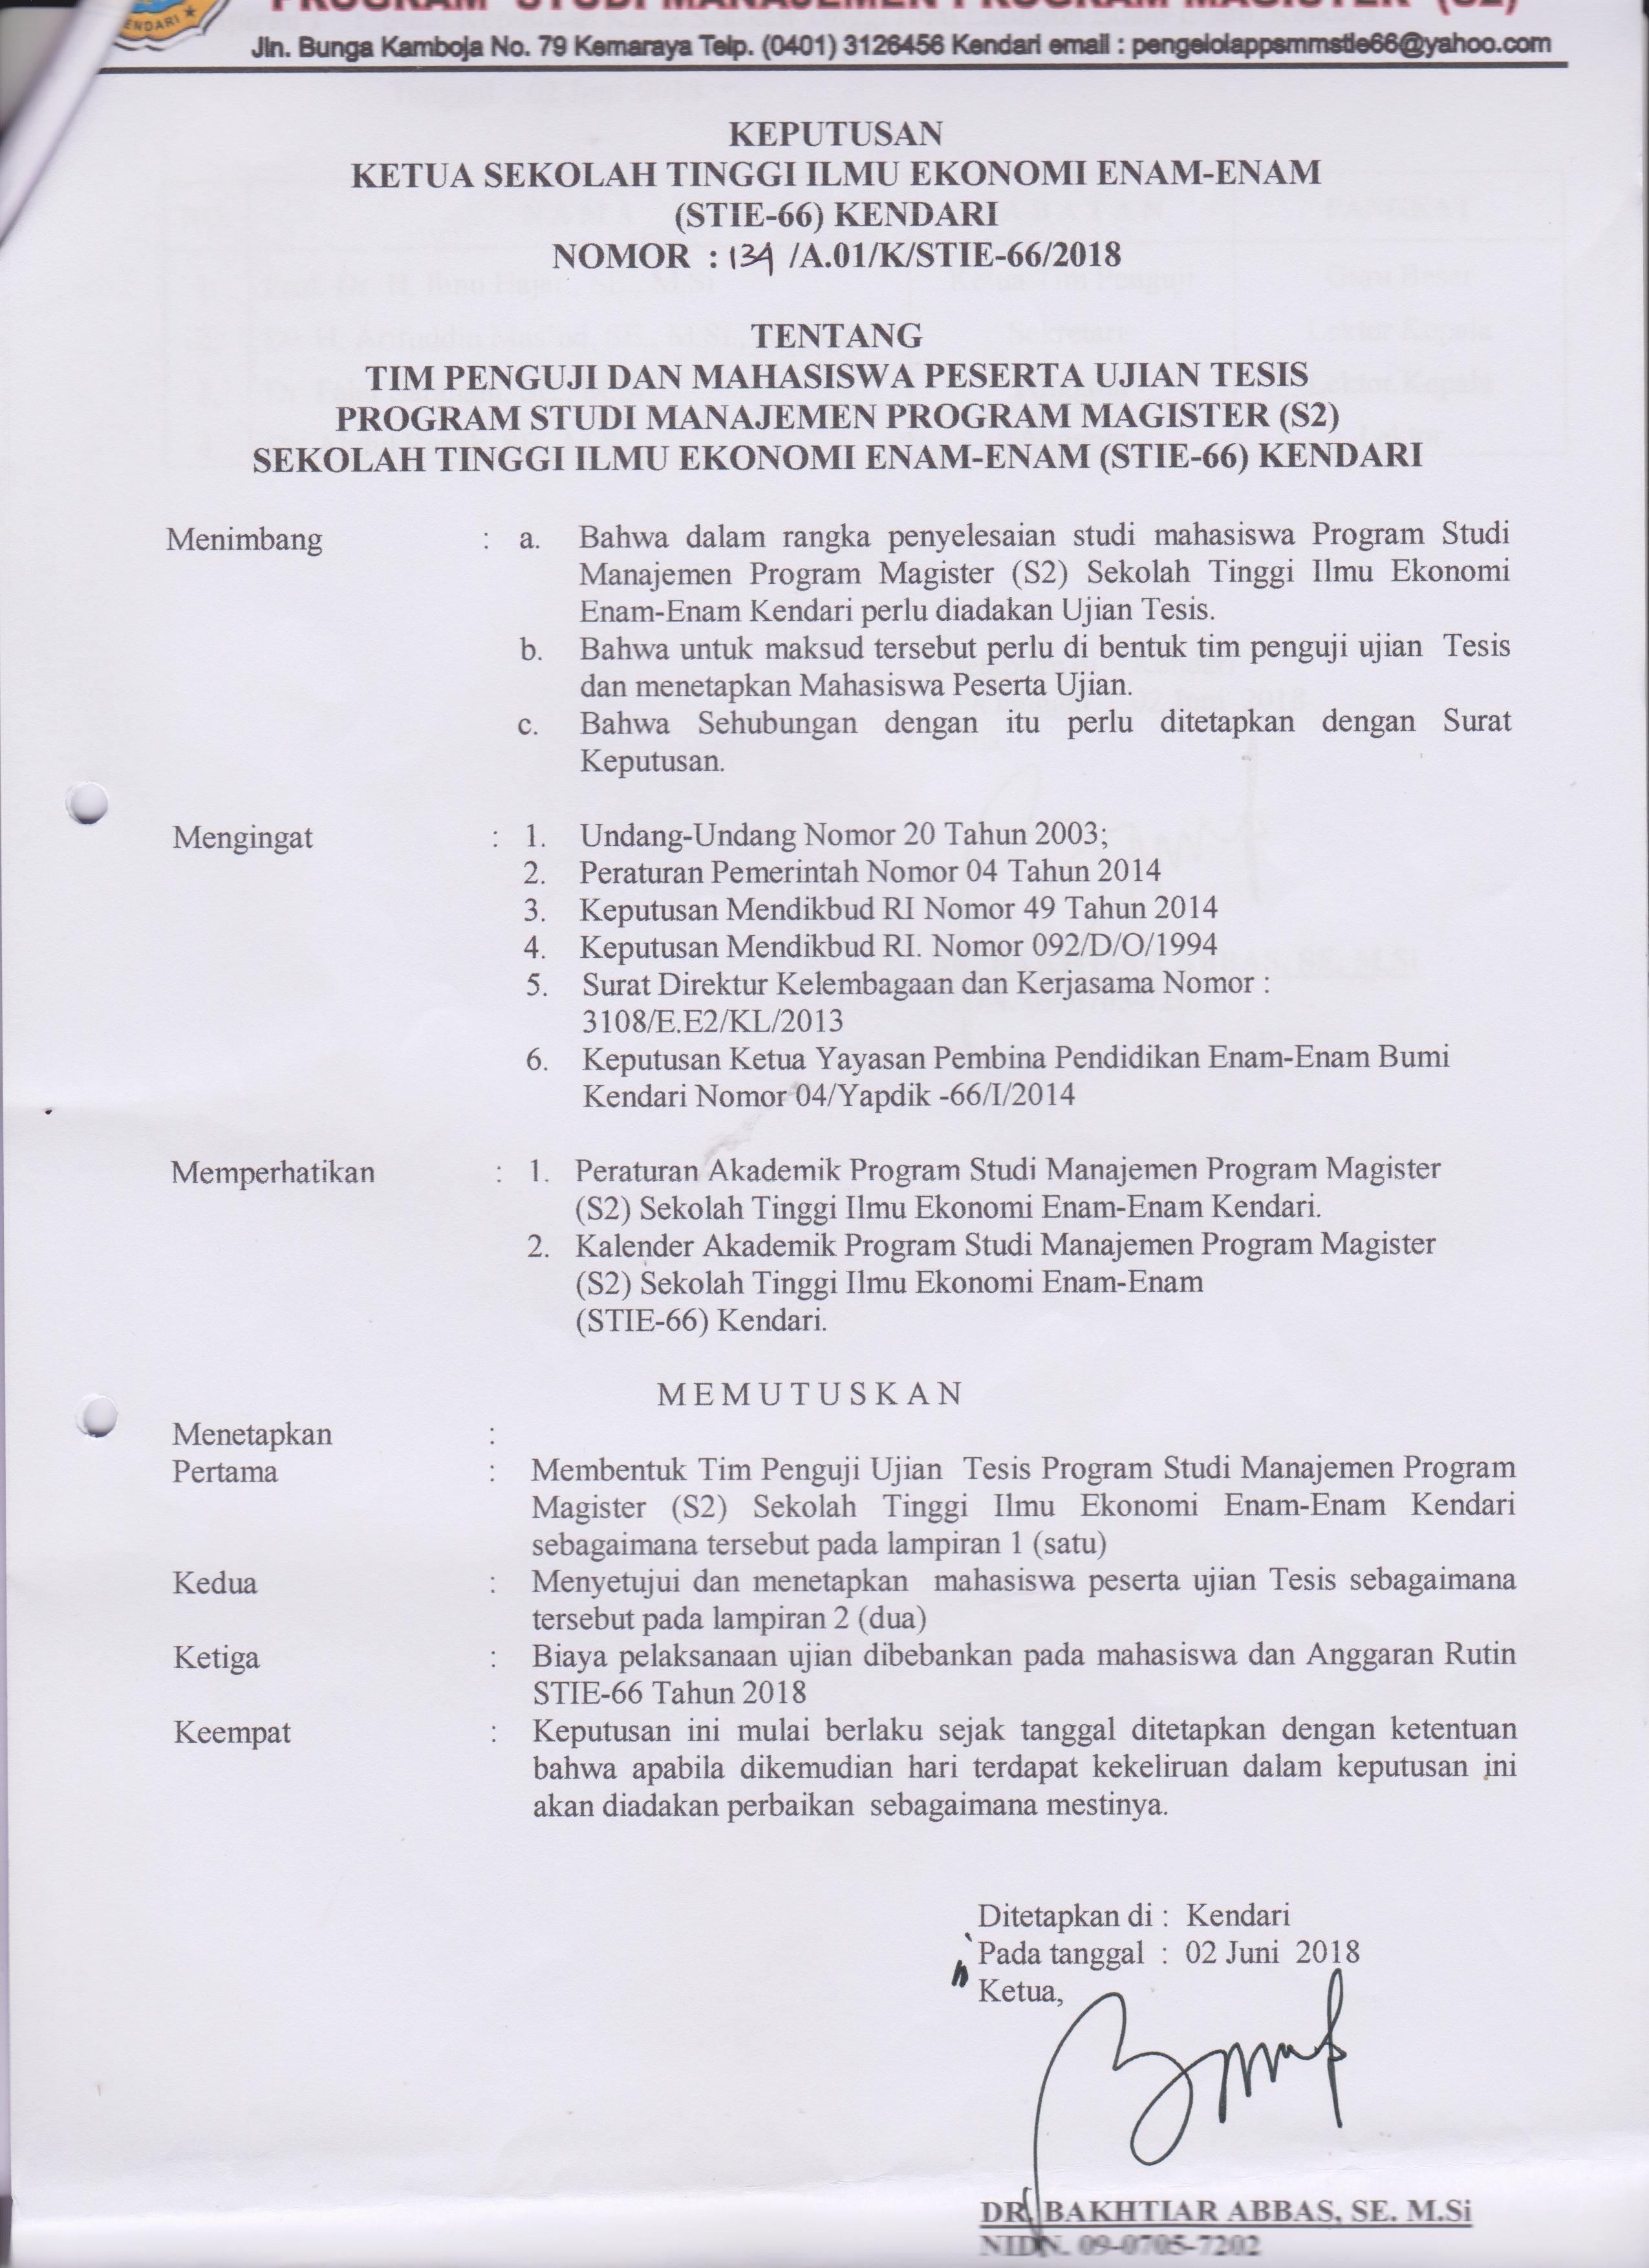 KENDARI
PROGRAM STUDI MANAJEMEN PROGRAM MAGISTER (S2)
Jln. Bunga Kamboja No. 79 Kemaraya Telp. (0401) 3126456 Kendari email : pengelolappsmmstie66@yahoo.com
KEPUTUSAN
KETUA SEKOLAH TINGGI ILMU EKONOMI ENAM-ENAM
(STIE-66) KENDARI
NOMOR : /A.01/K/STIE-66/2018
TENTANG
TIM PENGUJI DAN MAHASISWA PESERTA UJIAN TESIS
PROGRAM STUDI MANAJEMEN PROGRAM MAGISTER (S2)
SEKOLAH TINGGI ILMU EKONOMI ENAM-ENAM (STIE-66) KENDARI
Menimbang : a. Bahwa dalam rangka penyelesaian studi mahasiswa Program Studi
Manajemen Program Magister (S2) Sekolah Tinggi Ilmu Ekonomi
Enam-Enam Kendari perlu diadakan Ujian Tesis.
b. Bahwa untuk maksud tersebut perlu di bentuk tim penguji ujian Tesis
dan menetapkan Mahasiswa Peserta Ujian.
c. Bahwa Sehubungan dengan itu perlu ditetapkan dengan Surat
Keputusan.
Mengingat : 1. Undang-Undang Nomor 20 Tahun 2003;
2. Peraturan Pemerintah Nomor 04 Tahun 2014
3. Keputusan Mendikbud RI Nomor 49 Tahun 2014
4. Keputusan Mendikbud RI. Nomor 092/D/O/1994
5. Surat Direktur Kelembagaan dan Kerjasama Nomor :
3108/E.E2/KL/2013
6. Keputusan Ketua Yayasan Pembina Pendidikan Enam-Enam Bumi
Kendari Nomor 04/Yapdik -66/I/2014
Memperhatikan : 1. Peraturan Akademik Program Studi Manajemen Program Magister
(S2) Sekolah Tinggi Ilmu Ekonomi Enam-Enam Kendari.
2. Kalender Akademik Program Studi Manajemen Program Magister
(S2) Sekolah Tinggi Ilmu Ekonomi Enam-Enam
(STIE-66) Kendari.
M E M U T U S K A N
Menetapkan :
Pertama : Membentuk Tim Penguji Ujian Tesis Program Studi Manajemen Program
Magister (S2) Sekolah Tinggi Ilmu Ekonomi Enam-Enam Kendari
sebagaimana tersebut pada lampiran 1 (satu)
Kedua : Menyetujui dan menetapkan mahasiswa peserta ujian Tesis sebagaimana
tersebut pada lampiran 2 (dua)
Ketiga : Biaya pelaksanaan ujian dibebankan pada mahasiswa dan Anggaran Rutin
STIE-66 Tahun 2018
Keempat : Keputusan ini mulai berlaku sejak tanggal ditetapkan dengan ketentuan
bahwa apabila dikemudian hari terdapat kekeliruan dalam keputusan ini
akan diadakan perbaikan sebagaimana mestinya.
Ditetapkan di : Kendari
Pada tanggal : 02 Juni 2018
Ketua,
DR. BAKHTIAR ABBAS, SE. M.Si
NIDN. 09-0705-7202